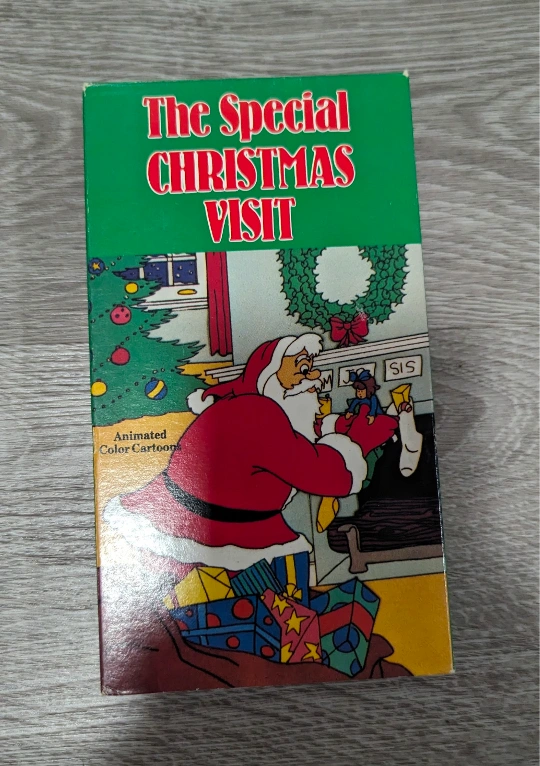 The Special
CHRISTMAS
VISIT
SIS
Animated
Color Cartoons